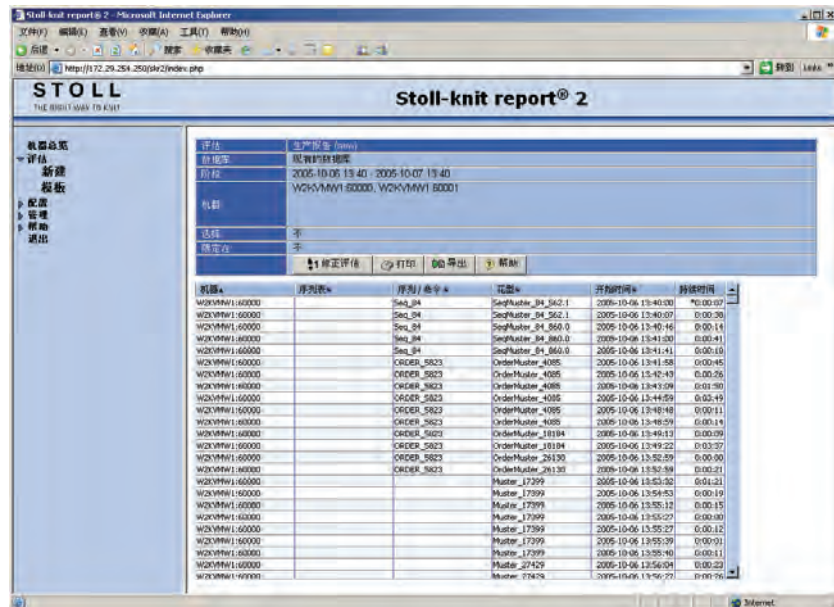 Stoll-knit report® 2 - Microsoft Internet Explorer
文件(F) 编辑(E) 查看(V) 收藏(A) 工具(T) 帮助(H)
后退 搜索 收藏夹
地址(D) http://172.29.254.250/skr2/index.php 转到 Links
STOLL
THE RIGHT WAY TO KNIT
Stoll-knit report® 2
机器总览
评估
新建
模板
配置
管理
帮助
退出
评估 生产报告 (new)
数据库 现有的数据库
阶段 2005-10-06 13:40 - 2005-10-07 13:40
机器 W2KVMW1:60000, W2KVMW1:60001
选择 不
限定在 不
修正评估 打印 导出 帮助
机器 序列表 序列 / 命令 花型 开始时间 持续时间
W2KVMW1:60000 Seq_84 SeqMuster_84_562.1 2005-10-06 13:40:00 *0:00:07
W2KVMW1:60000 Seq_84 SeqMuster_84_562.1 2005-10-06 13:40:07 0:00:38
W2KVMW1:60000 Seq_84 SeqMuster_84_860.0 2005-10-06 13:40:46 0:00:14
W2KVMW1:60000 Seq_84 SeqMuster_84_860.0 2005-10-06 13:41:00 0:00:41
W2KVMW1:60000 Seq_84 SeqMuster_84_860.0 2005-10-06 13:41:41
W2KVMW1:60000 ORDER_5823 OrderMuster_4085 2005-10-06 13:41:58 0:00:45
W2KVMW1:60000 ORDER_5823 OrderMuster_4085 2005-10-06 13:42:43 0:00:26
W2KVMW1:60000 ORDER_5823 OrderMuster_4085 2005-10-06 13:43:09 0:01:50
W2KVMW1:60000 ORDER_5823 OrderMuster_4085 2005-10-06 13:44:59 0:03:49
W2KVMW1:60000 ORDER_5823 OrderMuster_4085 2005-10-06 13:48:48 0:00:11
W2KVMW1:60000 ORDER_5823 OrderMuster_4085 2005-10-06 13:48:59 0:00:14
W2KVMW1:60000 ORDER_5823 OrderMuster_18184 2005-10-06 13:49:13 0:00:09
W2KVMW1:60000 ORDER_5823 OrderMuster_18184 2005-10-06 13:49:22 0:03:37
W2KVMW1:60000 ORDER_5823 OrderMuster_26130 2005-10-06 13:52:59 0:00:00
W2KVMW1:60000 ORDER_5823 OrderMuster_26130 2005-10-06 13:52:59 0:00:21
W2KVMW1:60000 Muster_17399 2005-10-06 13:53:32 0:01:21
W2KVMW1:60000 Muster_17399 2005-10-06 13:54:53 0:00:19
W2KVMW1:60000 Muster_17399 2005-10-06 13:55:12 0:00:15
W2KVMW1:60000 Muster_17399 2005-10-06 13:55:27 0:00:00
W2KVMW1:60000 Muster_17399 2005-10-06 13:55:27 0:00:12
W2KVMW1:60000 Muster_17399 2005-10-06 13:55:39 0:00:01
W2KVMW1:60000 Muster_17399 2005-10-06 13:55:40 0:00:11
W2KVMW1:60000 Muster_27429 2005-10-06 13:56:04 0:00:23
W2KVMW1:60000 Muster_27429 2005-10-06 13:56:27 0:00:26
Internet